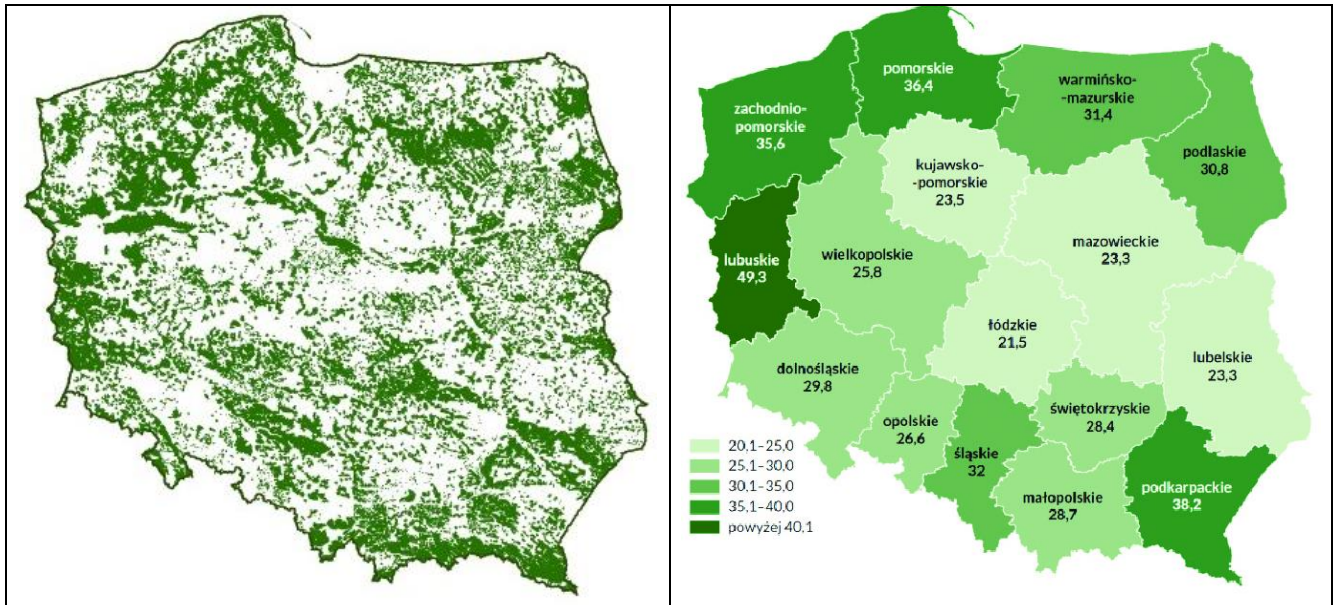 pomorskie
36,4
warmińsko-
-mazurskie
31,4
zachodnio-
pomorskie
35,6
podlaskie
30,8
kujawsko-
-pomorskie
23,5
mazowieckie
23,3
lubuskie
49,3
wielkopolskie
25,8
łódzkie
21,5
lubelskie
23,3
dolnośląskie
29,8
opolskie
26,6
śląskie
32
świętokrzyskie
28,4
małopolskie
28,7
podkarpackie
38,2
20,1–25,0
25,1–30,0
30,1–35,0
35,1–40,0
powyżej 40,1